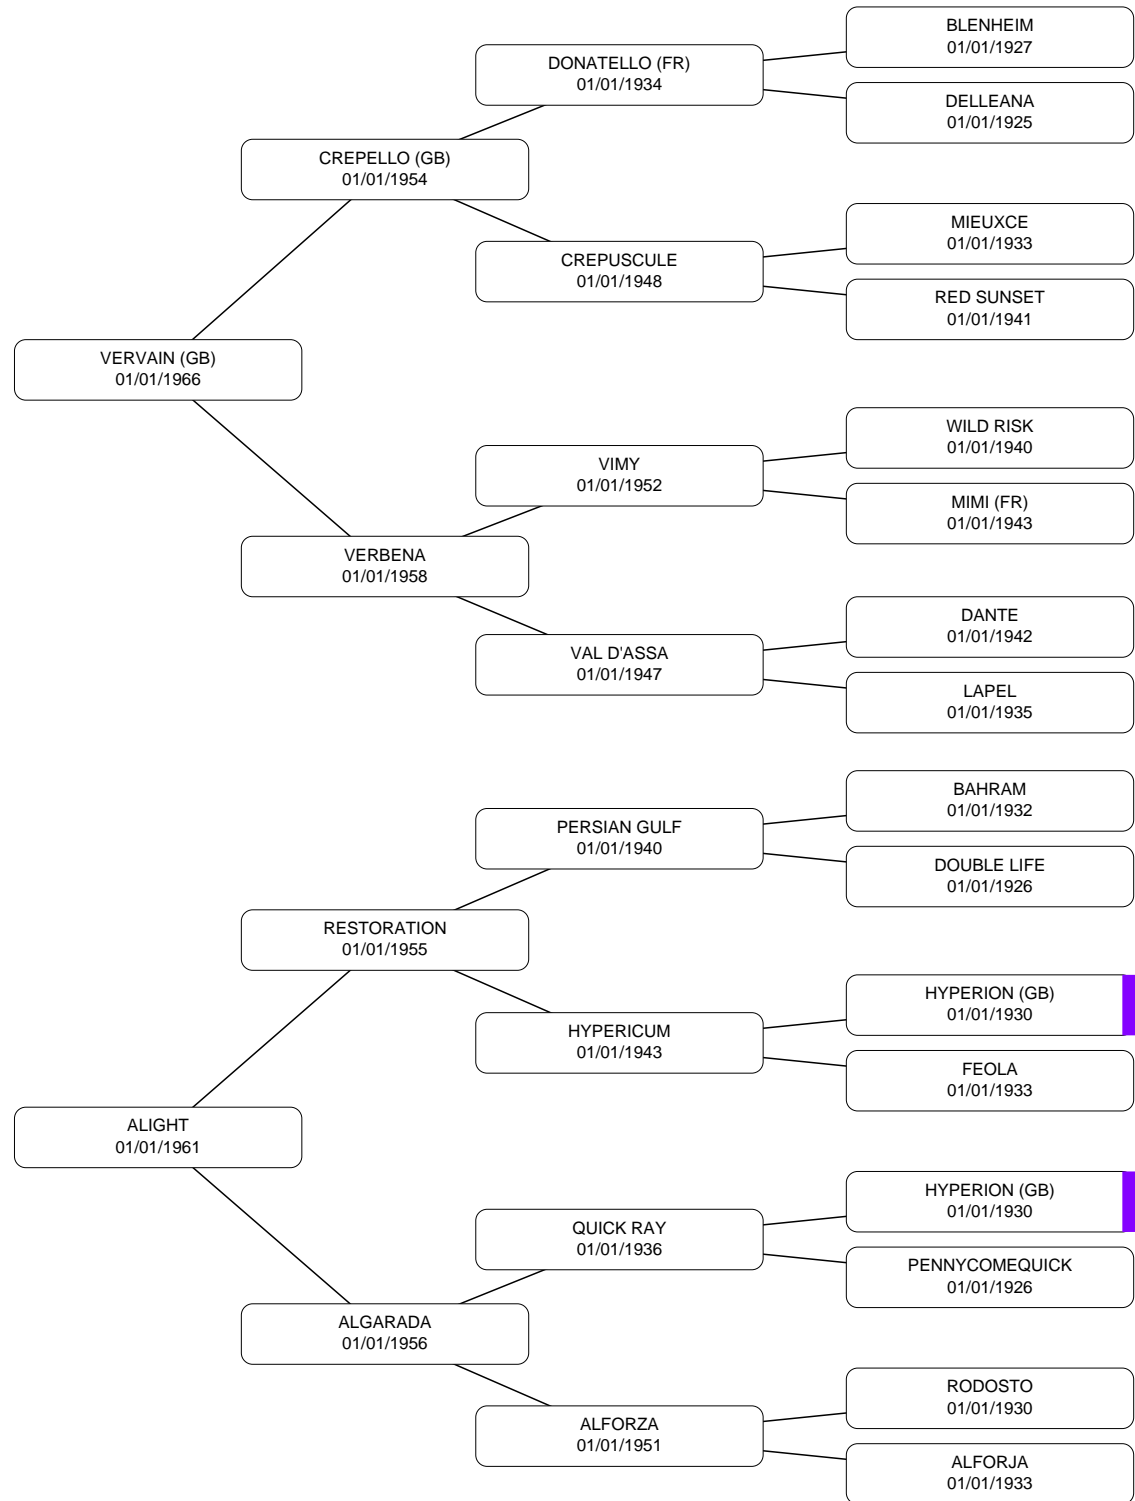 BLENHEIM
01/01/1927
DONATELLO (FR)
01/01/1934
DELLEANA
01/01/1925
CREPELLO (GB)
01/01/1954
MIEUXCE
01/01/1933
CREPUSCULE
01/01/1948
RED SUNSET
01/01/1941
VERVAIN (GB)
01/01/1966
WILD RISK
01/01/1940
VIMY
01/01/1952
MIMI (FR)
01/01/1943
VERBENA
01/01/1958
DANTE
01/01/1942
VAL D'ASSA
01/01/1947
LAPEL
01/01/1935
BAHRAM
01/01/1932
PERSIAN GULF
01/01/1940
DOUBLE LIFE
01/01/1926
RESTORATION
01/01/1955
HYPERION (GB)
01/01/1930
HYPERICUM
01/01/1943
FEOLA
01/01/1933
ALIGHT
01/01/1961
HYPERION (GB)
01/01/1930
QUICK RAY
01/01/1936
PENNYCOMEQUICK
01/01/1926
ALGARADA
01/01/1956
RODOSTO
01/01/1930
ALFORZA
01/01/1951
ALFORJA
01/01/1933